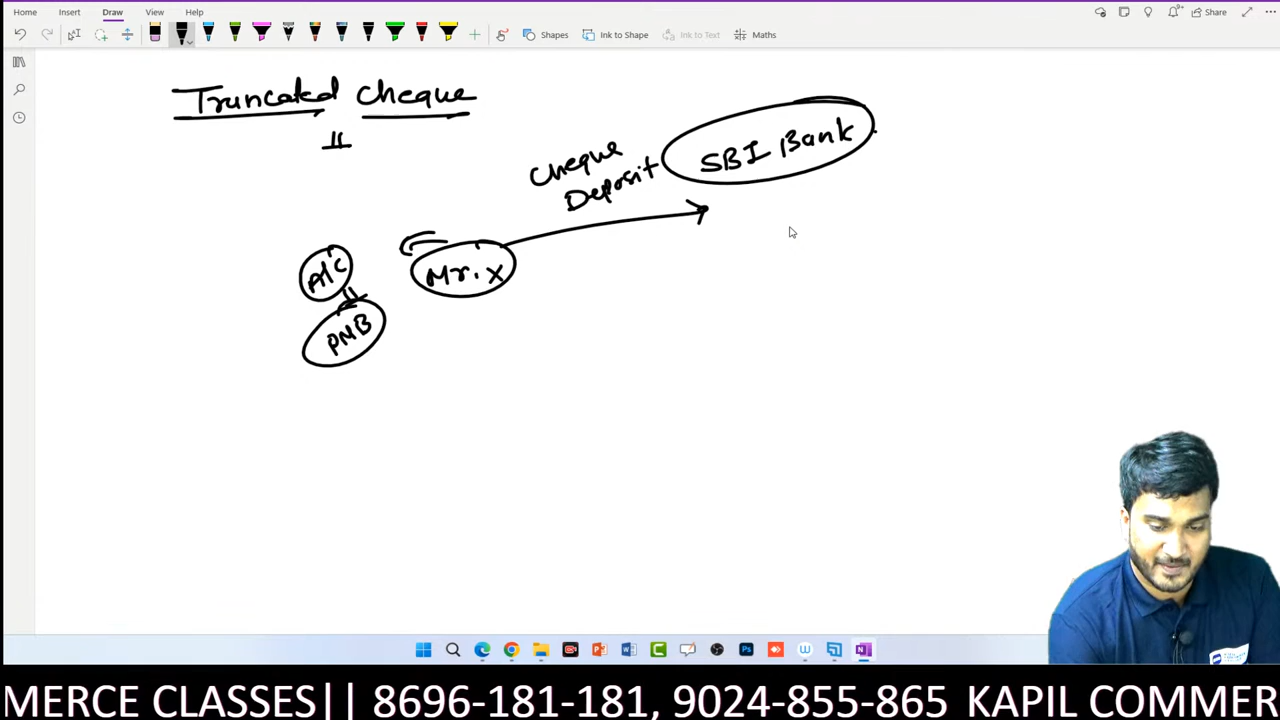 Home Insert Draw View Help
Share
Shapes Ink to Shape Ink to Text Maths
Truncated cheque
Cheque
Deposit
SBI Bank
A/C
Mr. X
PNB
MERCE CLASSES|| 8696-181-181, 9024-855-865 KAPIL COMMER